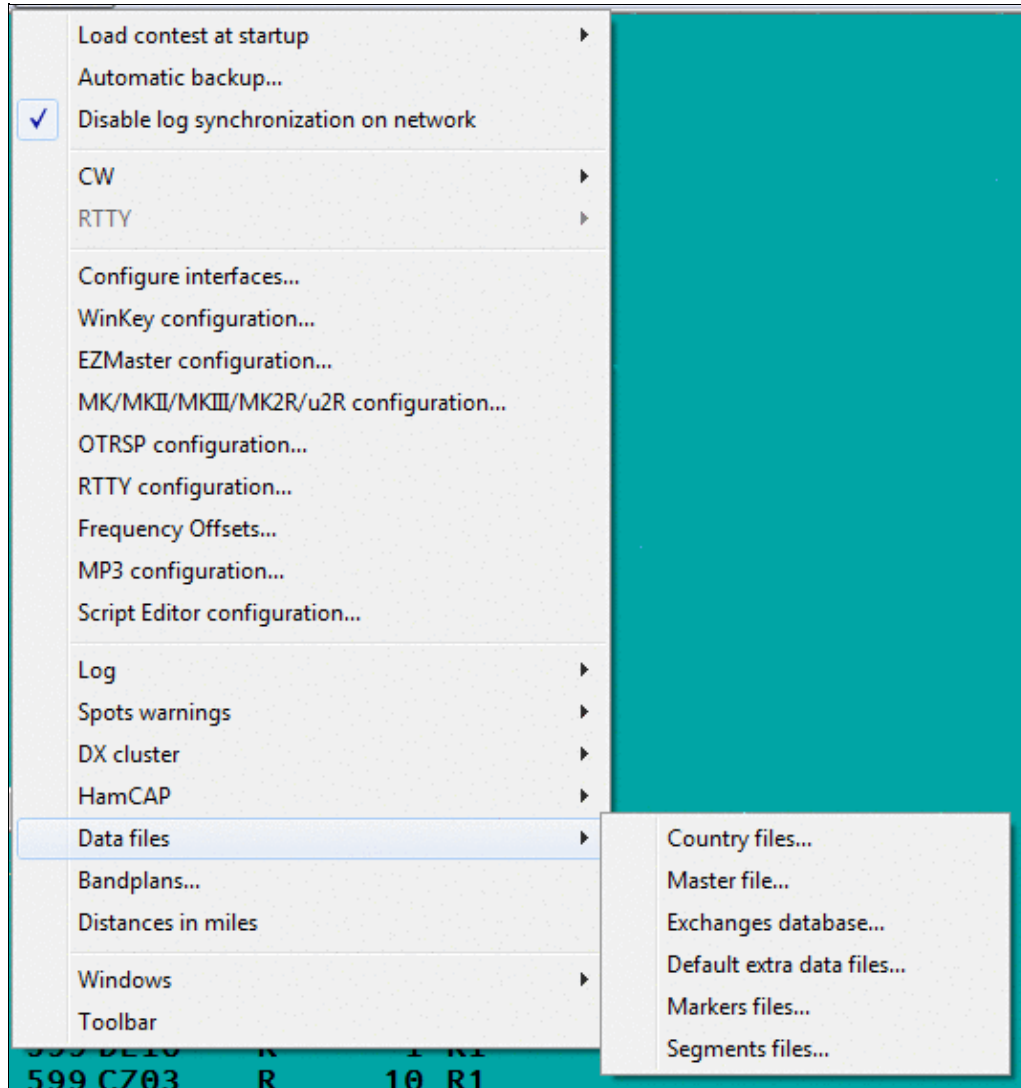 Load contest at startup
Automatic backup...
Disable log synchronization on network
CW
RTTY
Configure interfaces...
WinKey configuration...
EZMaster configuration...
MK/MKII/MKIII/MK2R/u2R configuration...
OTRSP configuration...
RTTY configuration...
Frequency Offsets...
MP3 configuration...
Script Editor configuration...
Log
Spots warnings
DX cluster
HamCAP
Data files
Bandplans...
Distances in miles
Windows
Toolbar
Country files...
Master file...
Exchanges database...
Default extra data files...
Markers files...
Segments files...
599 CZ03 R 10 R1